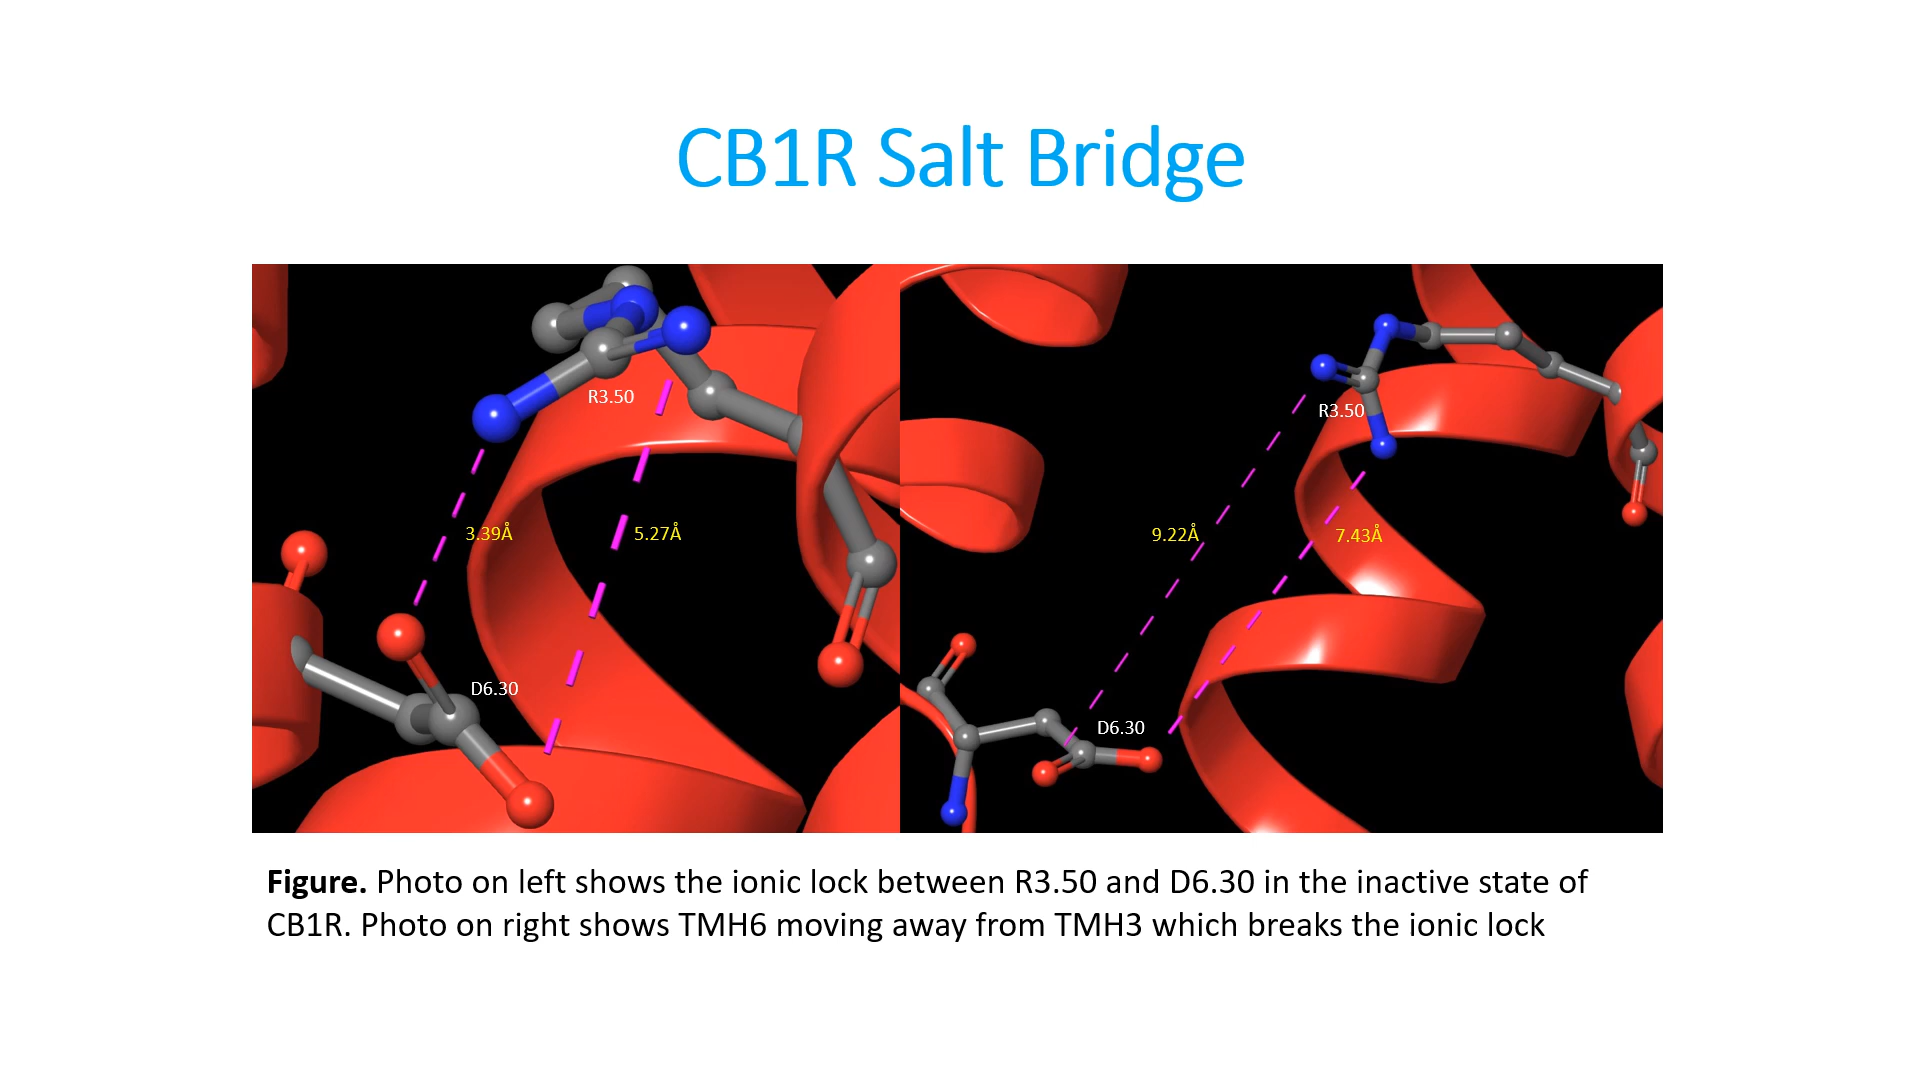 CB1R Salt Bridge
R3.50
3.39Å
5.27Å
D6.30
R3.50
9.22Å
7.43Å
D6.30
Figure. Photo on left shows the ionic lock between R3.50 and D6.30 in the inactive state of
CB1R. Photo on right shows TMH6 moving away from TMH3 which breaks the ionic lock